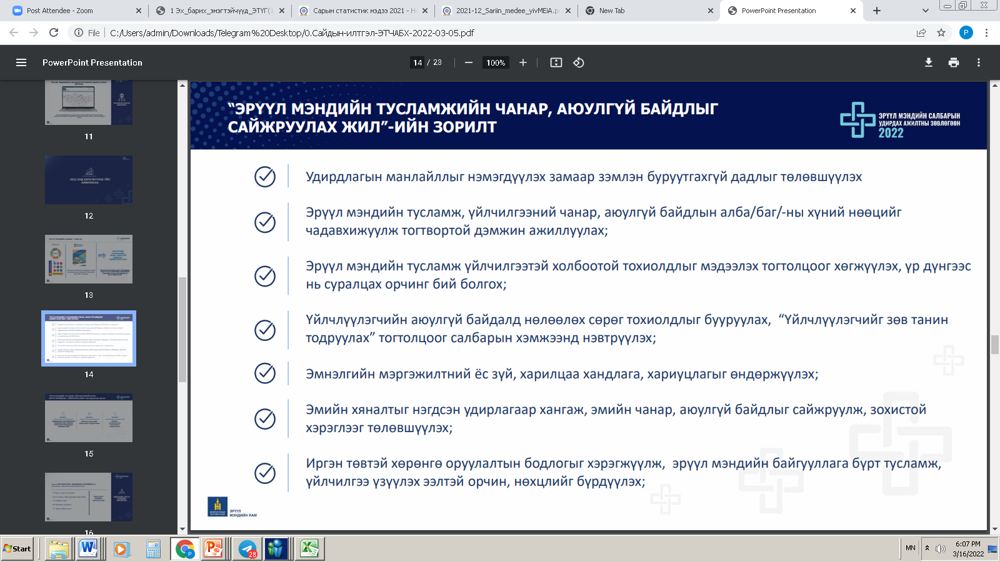 Post Attendee - Zoom
1 Эх_барих_эмэгтэйчүүд_ЭТҮГ(1
Сарын статистик мэдээ 2021 - Н
2021-12_Sariin_medee_yivMEiA.p
New Tab
PowerPoint Presentation
File
C:/Users/admin/Downloads/Telegram%20Desktop/0.Сайдын-илтгэл-ЭТЧАБХ-2022-03-05.pdf
P
PowerPoint Presentation
14 / 23
100%
11
12
13
14
15
16
“ЭРҮҮЛ МЭНДИЙН ТУСЛАМЖИЙН ЧАНАР, АЮУЛГҮЙ БАЙДЛЫГ
САЙЖРУУЛАХ ЖИЛ”-ИЙН ЗОРИЛТ
ЭРҮҮЛ МЭНДИЙН САЛБАРЫН
УДИРДАХ АЖИЛТНЫ ЗӨВЛӨГӨӨН
2022
Удирдлагын манлайллыг нэмэгдүүлэх замаар зэмлэн буруутгахгүй дадлыг төлөвшүүлэх
Эрүүл мэндийн тусламж, үйлчилгээний чанар, аюулгүй байдлын алба/баг/-ны хүний нөөцийг
чадавхижуулж тогтвортой дэмжин ажиллуулах;
Эрүүл мэндийн тусламж үйлчилгээтэй холбоотой тохиолдлыг мэдээлэх тогтолцоог хөгжүүлэх, үр дүнгээс
нь суралцах орчинг бий болгох;
Үйлчлүүлэгчийн аюулгүй байдалд нөлөөлөх сөрөг тохиолдлыг бууруулах, “Үйлчлүүлэгчийг зөв танин
тодруулах” тогтолцоог салбарын хэмжээнд нэвтрүүлэх;
Эмнэлгийн мэргэжилтний ёс зүй, харилцаа хандлага, хариуцлагыг өндөржүүлэх;
Эмийн хяналтыг нэгдсэн удирлагаар хангаж, эмийн чанар, аюулгүй байдлыг сайжруулж, зохистой
хэрэглээг төлөвшүүлэх;
Иргэн төвтэй хөрөнгө оруулалтын бодлогыг хэрэгжүүлж, эрүүл мэндийн байгууллага бүрт тусламж,
үйлчилгээ үзүүлэх ээлтэй орчин, нөхцлийг бүрдүүлэх;
ЭРҮҮЛ
МЭНДИЙН ЯАМ
Start
28
MN
6:07 PM
3/16/2022